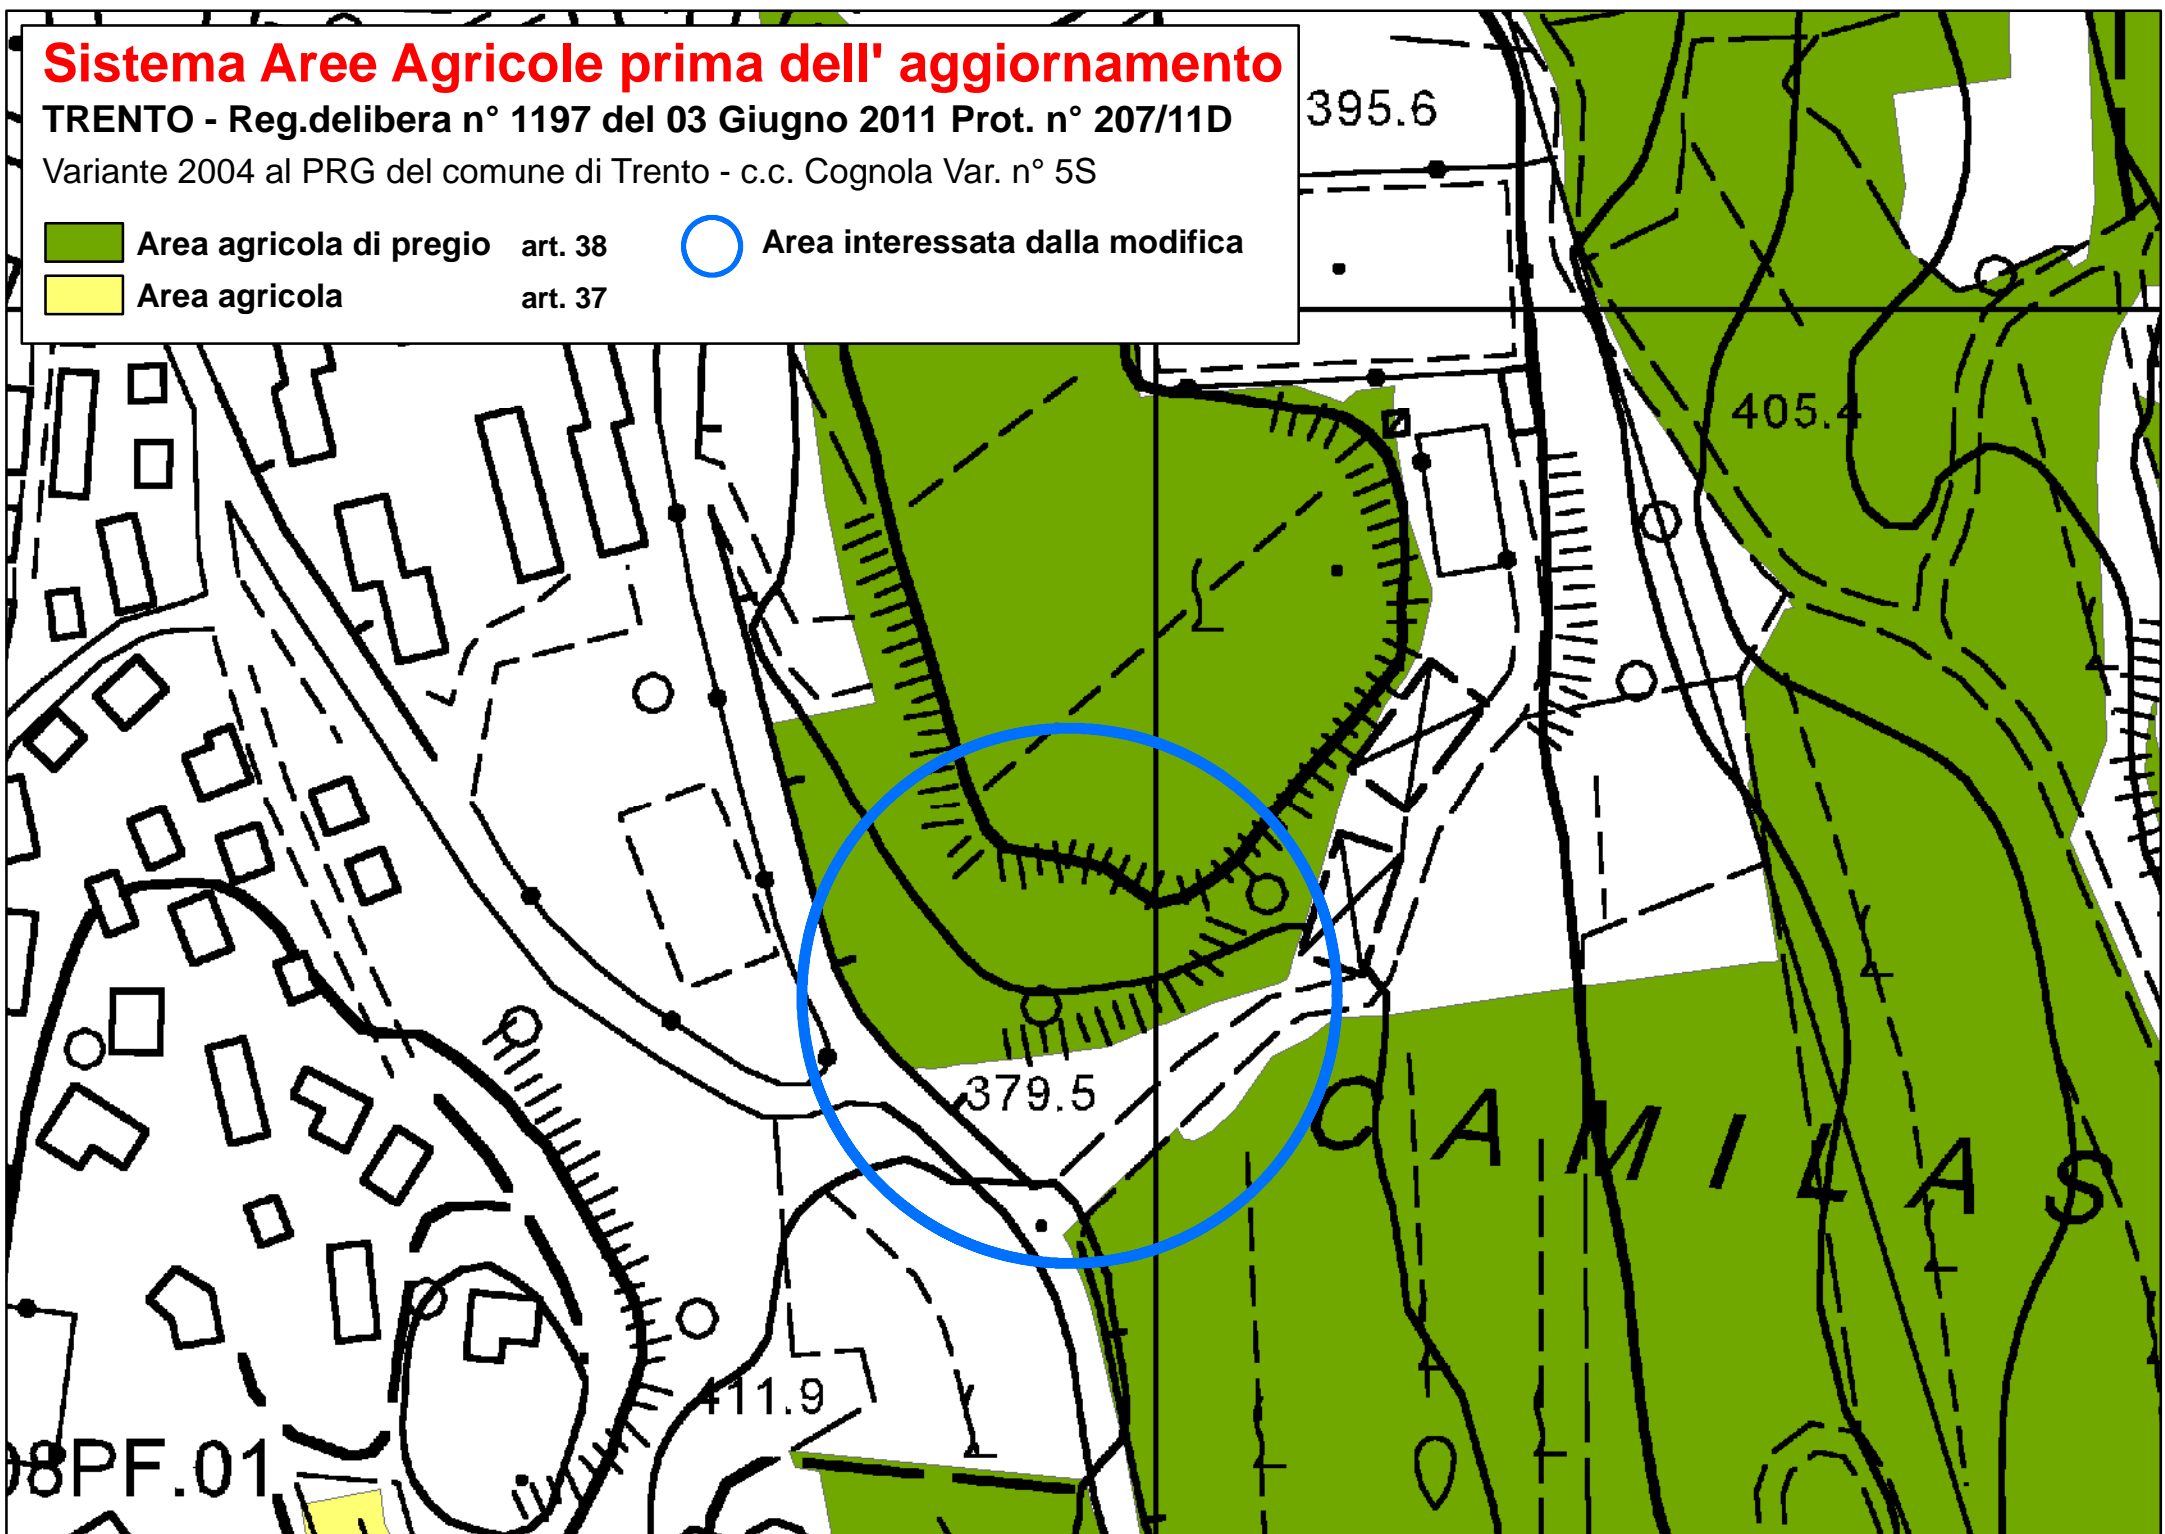 Sistema Aree Agricole prima dell' aggiornamento
TRENTO - Reg.delibera n° 1197 del 03 Giugno 2011 Prot. n° 207/11D
Variante 2004 al PRG del comune di Trento - c.c. Cognola Var. n° 5S
Area agricola di pregio art. 38
Area interessata dalla modifica
Area agricola art. 37
395.6
405.4
379.5
CAMILAS
411.9
08PF.01